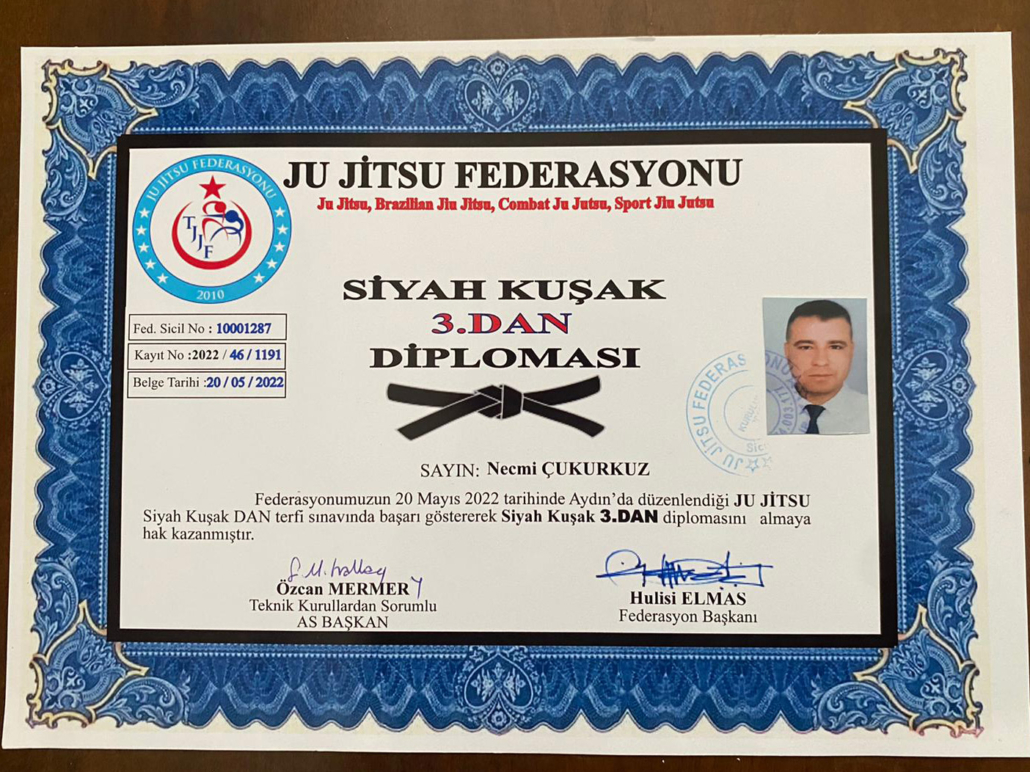 JU JİTSU FEDERASYONU
TJJF
2010
JU JİTSU FEDERASYONU
Ju Jitsu, Brazilian Jiu Jitsu, Combat Ju Jutsu, Sport Jiu Jutsu
SİYAH KUŞAK
3.DAN
DİPLOMASI
Fed. Sicil No : 10001287
Kayıt No :2022 / 46 / 1191
Belge Tarihi :20 / 05 / 2022
JU JİTSU FEDERASYONU
SAYIN: Necmi ÇUKURKUZ
Federasyonumuzun 20 Mayıs 2022 tarihinde Aydın’da düzenlendiği JU JİTSU
Siyah Kuşak DAN terfi sınavında başarı göstererek Siyah Kuşak 3.DAN diplomasını almaya
hak kazanmıştır.
Özcan MERMER
Teknik Kurullardan Sorumlu
AS BAŞKAN
Hulisi ELMAS
Federasyon Başkanı